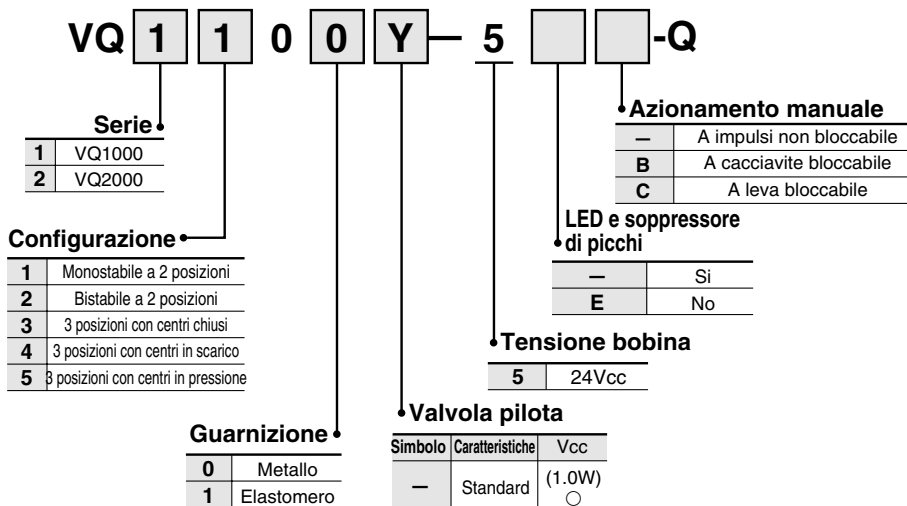 VQ 1 1 0 0 Y — 5 -Q
Azionamento manuale
— A impulsi non bloccabile
B A cacciavite bloccabile
C A leva bloccabile
Serie
1 VQ1000
2 VQ2000
LED e soppressore
di picchi
— Si
E No
Configurazione
1 Monostabile a 2 posizioni
2 Bistabile a 2 posizioni
3 3 posizioni con centri chiusi
4 3 posizioni con centri in scarico
5 3 posizioni con centri in pressione
Tensione bobina
5 24Vcc
Valvola pilota
Simbolo Caratteristiche Vcc
— Standard (1.0W)
○
Guarnizione
0 Metallo
1 Elastomero